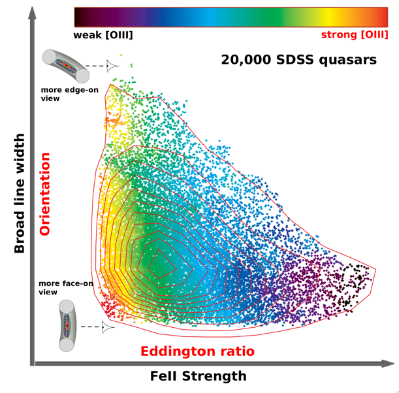 weak [OIII]
strong [OIII]
20,000 SDSS quasars
more edge-on
view
Broad line width
Orientation
more face-on
view
Eddington ratio
FeII Strength